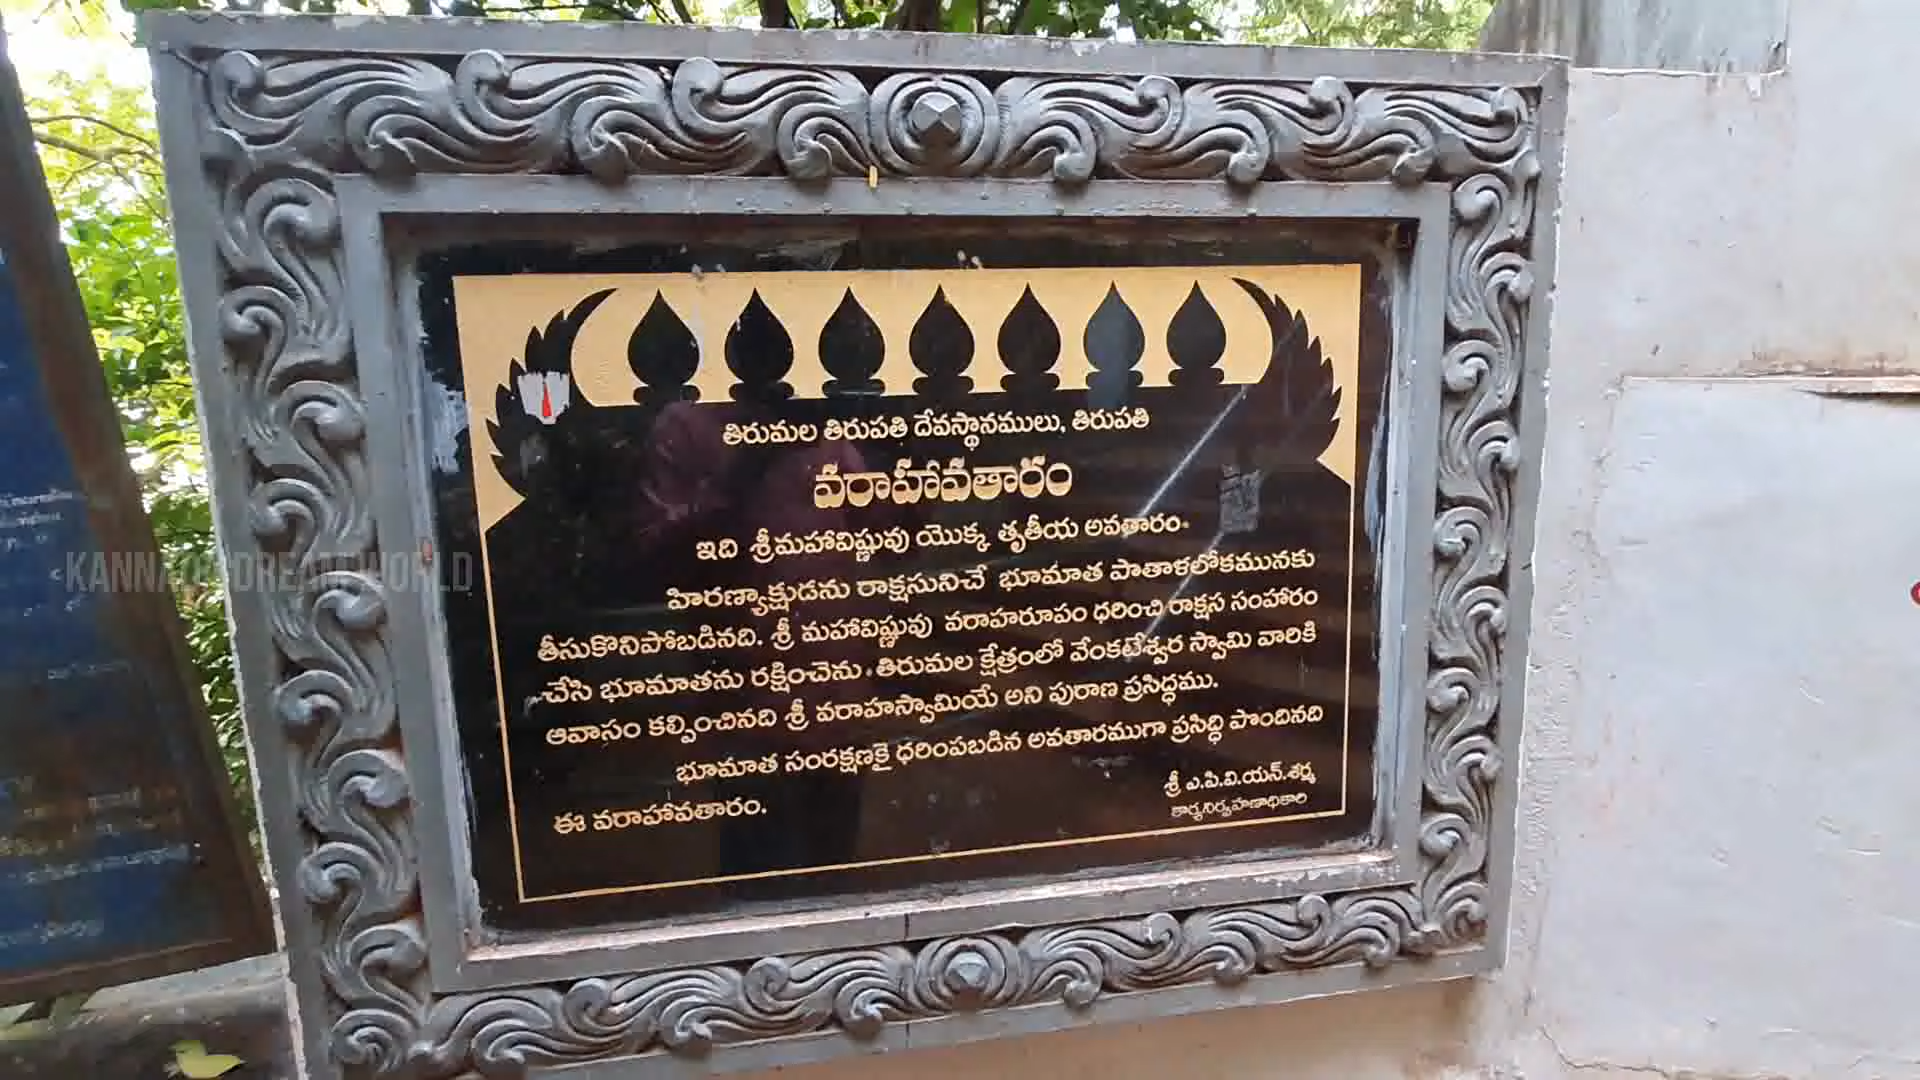 తిరుమల తిరుపతి దేవస్థానములు, తిరుపతి
వరాహావతారం
ఇది శ్రీమహావిష్ణువు యొక్క తృతీయ అవతారం.
హిరణ్యాక్షుడను రాక్షసునిచే భూమాత పాతాళలోకమునకు
తీసుకొనిపోబడినది. శ్రీ మహావిష్ణువు వరాహరూపం ధరించి రాక్షస సంహారం
చేసి భూమాతను రక్షించెను. తిరుమల క్షేత్రంలో వేంకటేశ్వర స్వామి వారికి
ఆవాసం కల్పించినది శ్రీ వరాహస్వామియే అని పురాణ ప్రసిద్ధము.
భూమాత సంరక్షణకై ధరింపబడిన అవతారముగా ప్రసిద్ధి పొందినది
ఈ వరాహావతారం.
శ్రీ ఎ.పి.వి.యన్.శర్మ
కార్యనిర్వహణాధికారి